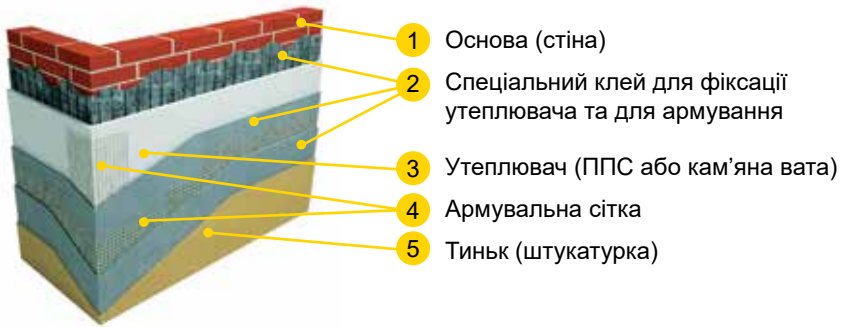 1 Основа (стіна)
2 Спеціальний клей для фіксації
утеплювача та для армування
3 Утеплювач (ППС або кам’яна вата)
4 Армувальна сітка
5 Тиньк (штукатурка)